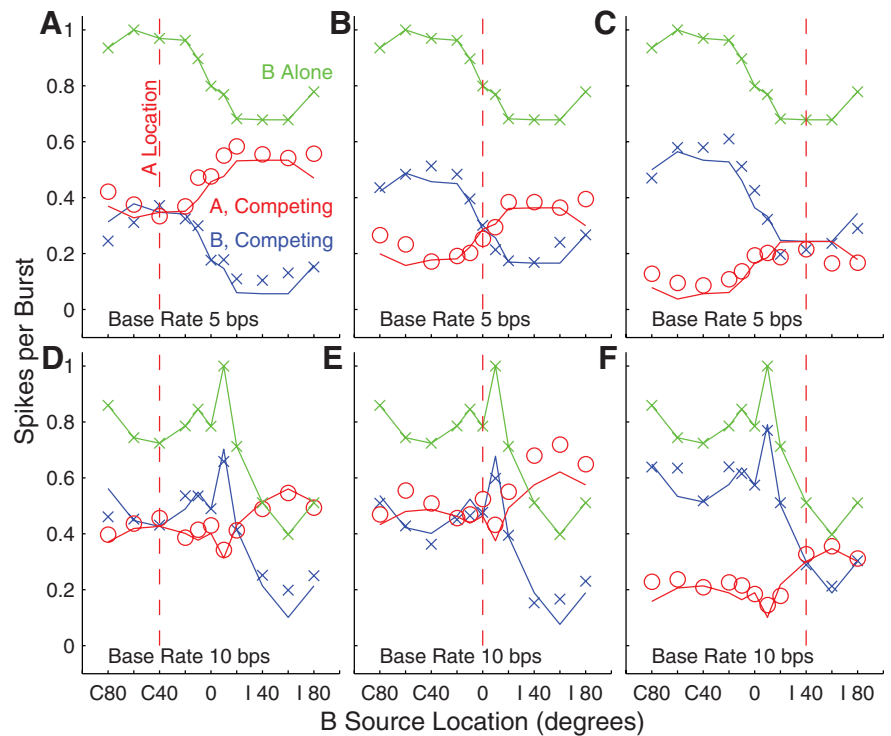 A
B
C
1
0.8
0.6
0.4
0.2
0
B Alone
A Location
A, Competing
B, Competing
Base Rate 5 bps
Base Rate 5 bps
Base Rate 5 bps
Spikes per Burst
D
E
F
1
0.8
0.6
0.4
0.2
0
Base Rate 10 bps
Base Rate 10 bps
Base Rate 10 bps
C80 C40 0 I 40 I 80
C80 C40 0 I 40 I 80
C80 C40 0 I 40 I 80
B Source Location (degrees)